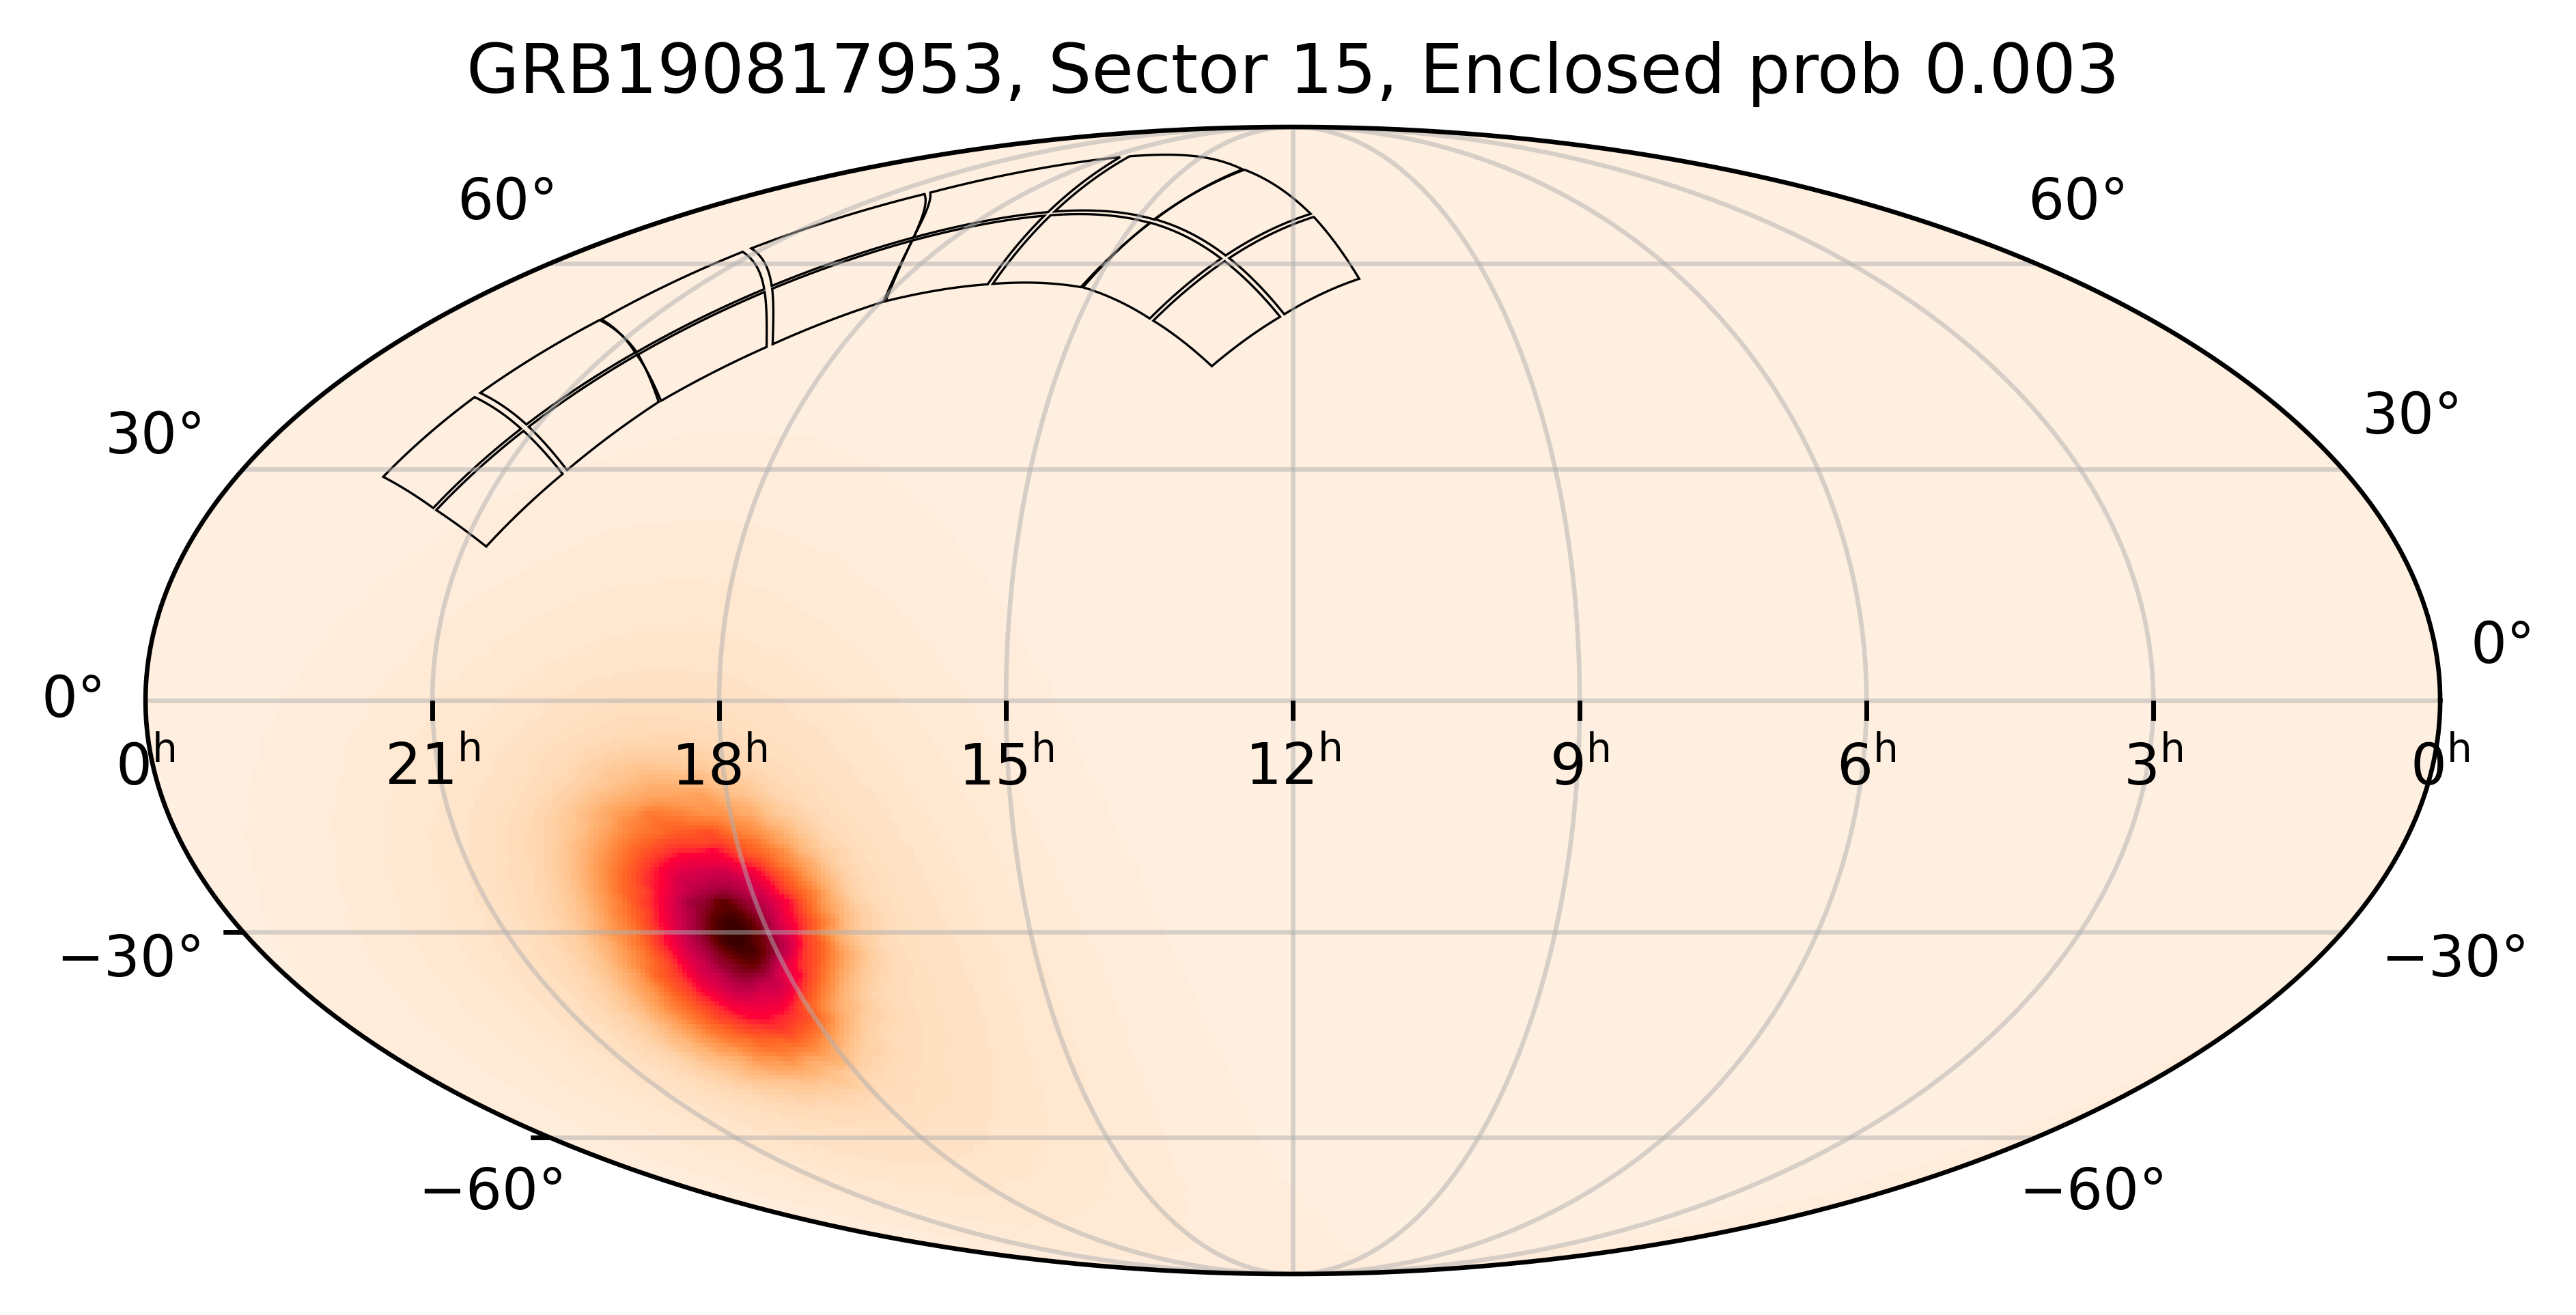 GRB190817953, Sector 15, Enclosed prob 0.003
60° 60°
30° 30°
0° 0°
0ʰ 21ʰ 18ʰ 15ʰ 12ʰ 9ʰ 6ʰ 3ʰ 0ʰ
−30° −30°
−60° −60°